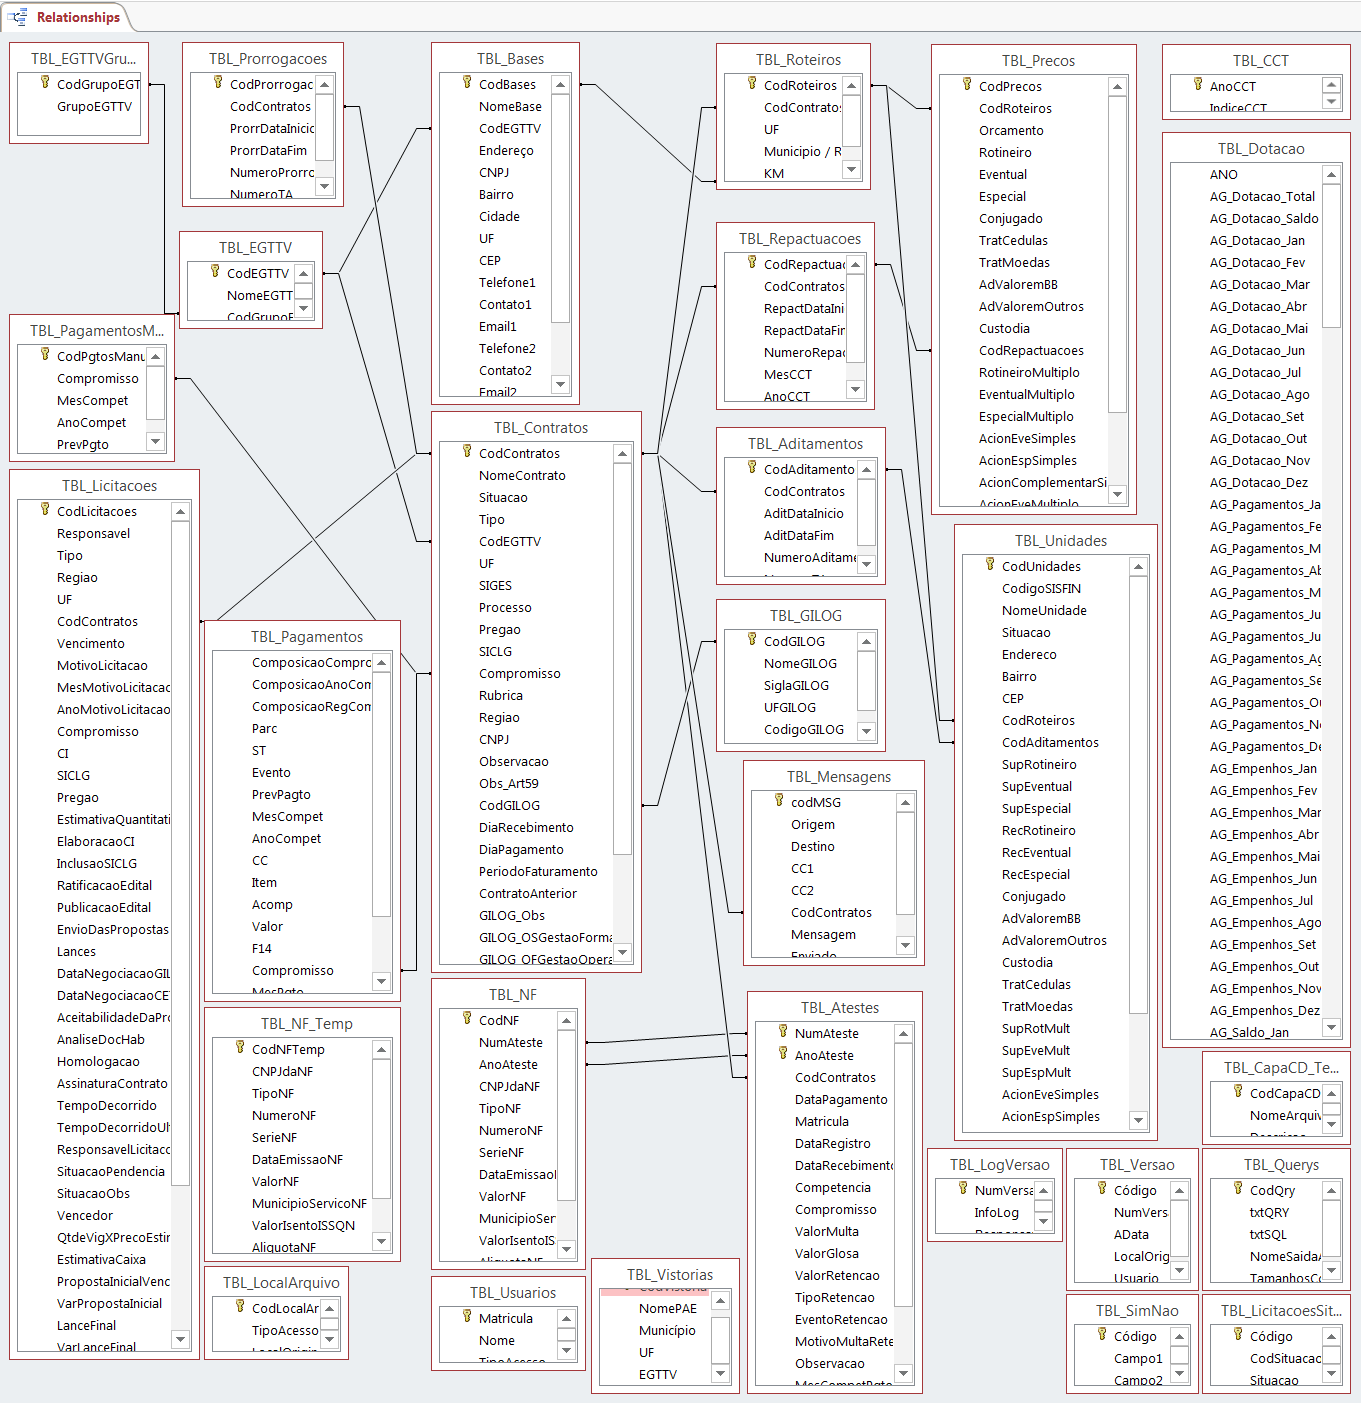 Relationships
TBL_EGTTVGru...
CodGrupoEGT
GrupoEGTTV
TBL_Prorrogacoes
CodProrrogac
CodContratos
ProrrDataInicio
ProrrDataFim
NumeroProrro
NumeroTA
TBL_EGTTV
CodEGTTV
NomeEGTT
CodGrupoE
TBL_PagamentosM...
CodPgtosManu
Compromisso
MesCompet
AnoCompet
PrevPgto
TBL_Licitacoes
CodLicitacoes
Responsavel
Tipo
Regiao
UF
CodContratos
Vencimento
MotivoLicitacao
MesMotivoLicitacao
AnoMotivoLicitacao
Compromisso
CI
SICLG
Pregao
EstimativaQuantitati
ElaboracaoCI
InclusaoSICLG
RatificacaoEdital
PublicacaoEdital
EnvioDasPropostas
Lances
DataNegociacaoGIL
DataNegociacaoCE
AceitabilidadeDaPro
AnaliseDocHab
Homologacao
AssinaturaContrato
TempoDecorrido
TempoDecorridoUl
ResponsavelLicitaco
SituacaoPendencia
SituacaoObs
Vencedor
QtdeVigXPrecoEstir
EstimativaCaixa
PropostaInicialVenc
VarPropostaInicial
LanceFinal
VarLanceFinal
TBL_Pagamentos
ComposicaoCompro
ComposicaoAnoCom
ComposicaoRegCom
Parc
ST
Evento
PrevPagto
MesCompet
AnoCompet
CC
Item
Acomp
Valor
F14
Compromisso
MesPgto
TBL_NF_Temp
CodNFTemp
CNPJdaNF
TipoNF
NumeroNF
SerieNF
DataEmissaoNF
ValorNF
MunicipioServicoNF
ValorIsentoISSQN
AliquotaNF
TBL_LocalArquivo
CodLocalAr
TipoAcesso
LocalOrigin
TBL_Bases
CodBases
NomeBase
CodEGTTV
Endereço
CNPJ
Bairro
Cidade
UF
CEP
Telefone1
Contato1
Email1
Telefone2
Contato2
Email2
TBL_Contratos
CodContratos
NomeContrato
Situacao
Tipo
CodEGTTV
UF
SIGES
Processo
Pregao
SICLG
Compromisso
Rubrica
Regiao
CNPJ
Observacao
Obs_Art59
CodGILOG
DiaRecebimento
DiaPagamento
PeriodoFaturamento
ContratoAnterior
GILOG_Obs
GILOG_OSGestaoForma
GILOG_OFGestaoOpera
TBL_NF
CodNF
NumAteste
AnoAteste
CNPJdaNF
TipoNF
NumeroNF
SerieNF
DataEmissaoI
ValorNF
MunicipioSer
ValorIsentoIS
AliquotaNF
TBL_Usuarios
Matricula
Nome
TipoAcesso
TBL_Vistorias
CodVistoria
NomePAE
Município
UF
EGTTV
TBL_Roteiros
CodRoteiros
CodContratos
UF
Municipio / R
KM
TBL_Repactuacoes
CodRepactuac
CodContratos
RepactDataIni
RepactDataFin
NumeroRepac
MesCCT
AnoCCT
TBL_Aditamentos
CodAditamento
CodContratos
AditDataInicio
AditDataFim
NumeroAditame
TBL_GILOG
CodGILOG
NomeGILOG
SiglaGILOG
UFGILOG
CodigoGILOG
TBL_Mensagens
codMSG
Origem
Destino
CC1
CC2
CodContratos
Mensagem
Enviado
TBL_Atestes
NumAteste
AnoAteste
CodContratos
DataPagamento
Matricula
DataRegistro
DataRecebimento
Competencia
Compromisso
ValorMulta
ValorGlosa
ValorRetencao
TipoRetencao
EventoRetencao
MotivoMultaRete
Observacao
MesCompetPgto
TBL_Precos
CodPrecos
CodRoteiros
Orcamento
Rotineiro
Eventual
Especial
Conjugado
TratCedulas
TratMoedas
AdValoremBB
AdValoremOutros
Custodia
CodRepactuacoes
RotineiroMultiplo
EventualMultiplo
EspecialMultiplo
AcionEveSimples
AcionEspSimples
AcionComplementarSi
AcionEveMultiplo
TBL_Unidades
CodUnidades
CodigoSISFIN
NomeUnidade
Situacao
Endereco
Bairro
CEP
CodRoteiros
CodAditamentos
SupRotineiro
SupEventual
SupEspecial
RecRotineiro
RecEventual
RecEspecial
Conjugado
AdValoremBB
AdValoremOutros
Custodia
TratCedulas
TratMoedas
SupRotMult
SupEveMult
SupEspMult
AcionEveSimples
AcionEspSimples
TBL_LogVersao
NumVersa
InfoLog
TBL_Versao
Código
NumVers
AData
LocalOrig
Usuario
TBL_SimNao
Código
Campo1
Campo2
TBL_CCT
AnoCCT
IndiceCCT
TBL_Dotacao
ANO
AG_Dotacao_Total
AG_Dotacao_Saldo
AG_Dotacao_Jan
AG_Dotacao_Fev
AG_Dotacao_Mar
AG_Dotacao_Abr
AG_Dotacao_Mai
AG_Dotacao_Jun
AG_Dotacao_Jul
AG_Dotacao_Ago
AG_Dotacao_Set
AG_Dotacao_Out
AG_Dotacao_Nov
AG_Dotacao_Dez
AG_Pagamentos_Ja
AG_Pagamentos_Fe
AG_Pagamentos_M
AG_Pagamentos_Ab
AG_Pagamentos_M
AG_Pagamentos_Ju
AG_Pagamentos_Ju
AG_Pagamentos_Ag
AG_Pagamentos_Se
AG_Pagamentos_Ou
AG_Pagamentos_No
AG_Pagamentos_De
AG_Empenhos_Jan
AG_Empenhos_Fev
AG_Empenhos_Mar
AG_Empenhos_Abr
AG_Empenhos_Mai
AG_Empenhos_Jun
AG_Empenhos_Jul
AG_Empenhos_Ago
AG_Empenhos_Set
AG_Empenhos_Out
AG_Empenhos_Nov
AG_Empenhos_Dez
AG_Saldo_Jan
TBL_CapaCD_Te...
CodCapaCD
NomeArquiv
Descricao
TBL_Querys
CodQry
txtQRY
txtSQL
NomeSaidaA
TamanhosCo
TBL_LicitacoesSit...
Código
CodSituacao
Situacao